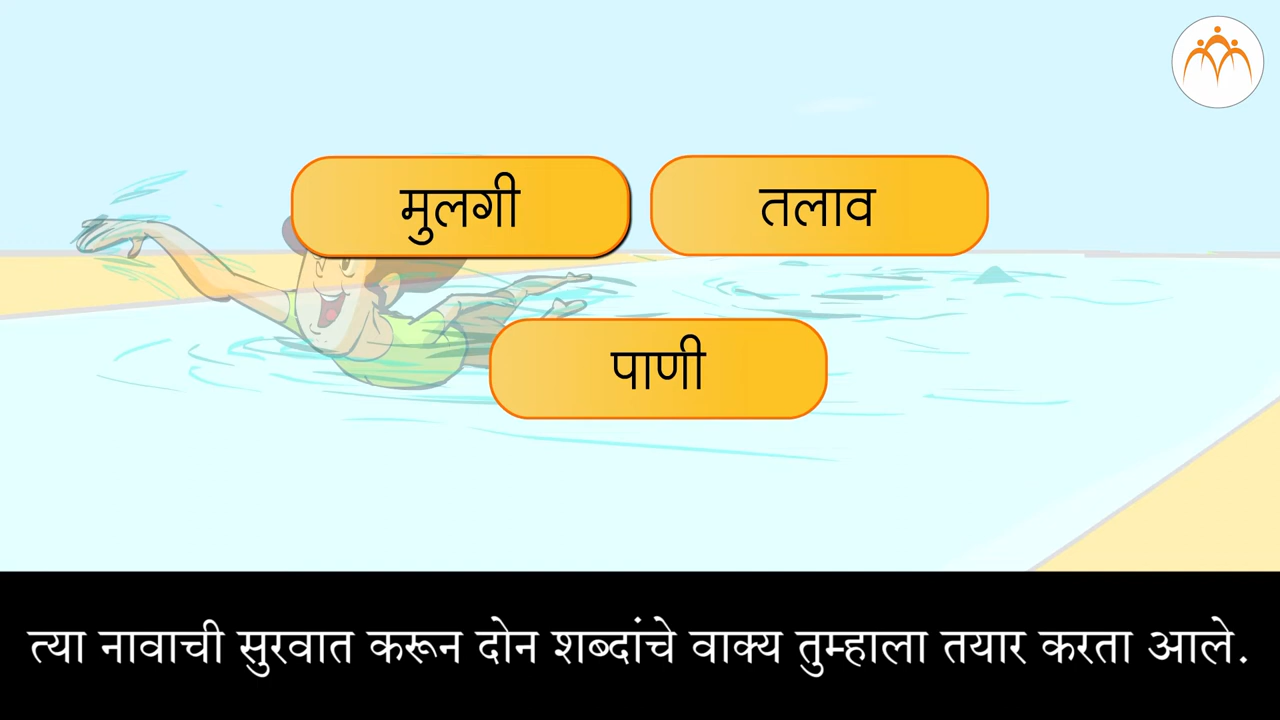 मुलगी तलाव
पाणी
त्या नावाची सुरवात करून दोन शब्दांचे वाक्य तुम्हाला तयार करता आले.